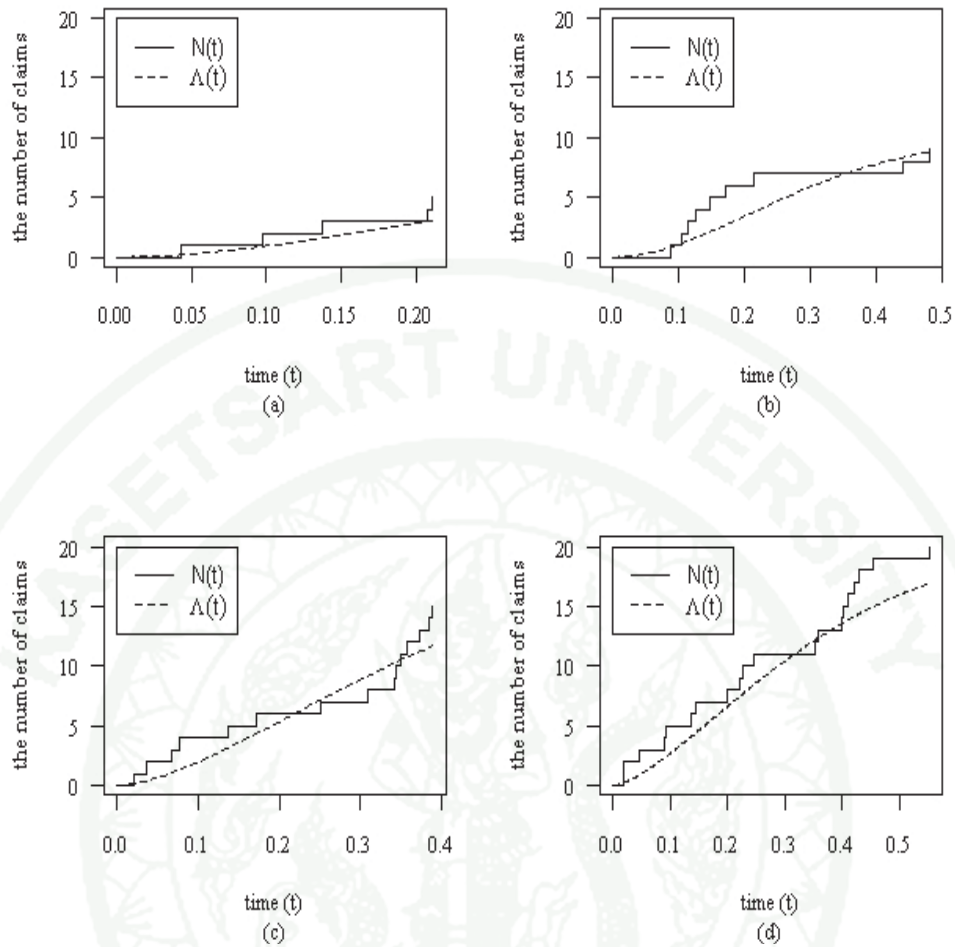 the number of claims
20
15
10
5
0
N(t)
Λ(t)
0.00 0.05 0.10 0.15 0.20
time (t)
(a)
the number of claims
20
15
10
5
0
N(t)
Λ(t)
0.0 0.1 0.2 0.3 0.4 0.5
time (t)
(b)
KASETSART UNIVERSITY
the number of claims
20
15
10
5
0
N(t)
Λ(t)
0.0 0.1 0.2 0.3 0.4
time (t)
(c)
the number of claims
20
15
10
5
0
N(t)
Λ(t)
0.0 0.1 0.2 0.3 0.4 0.5
time (t)
(d)